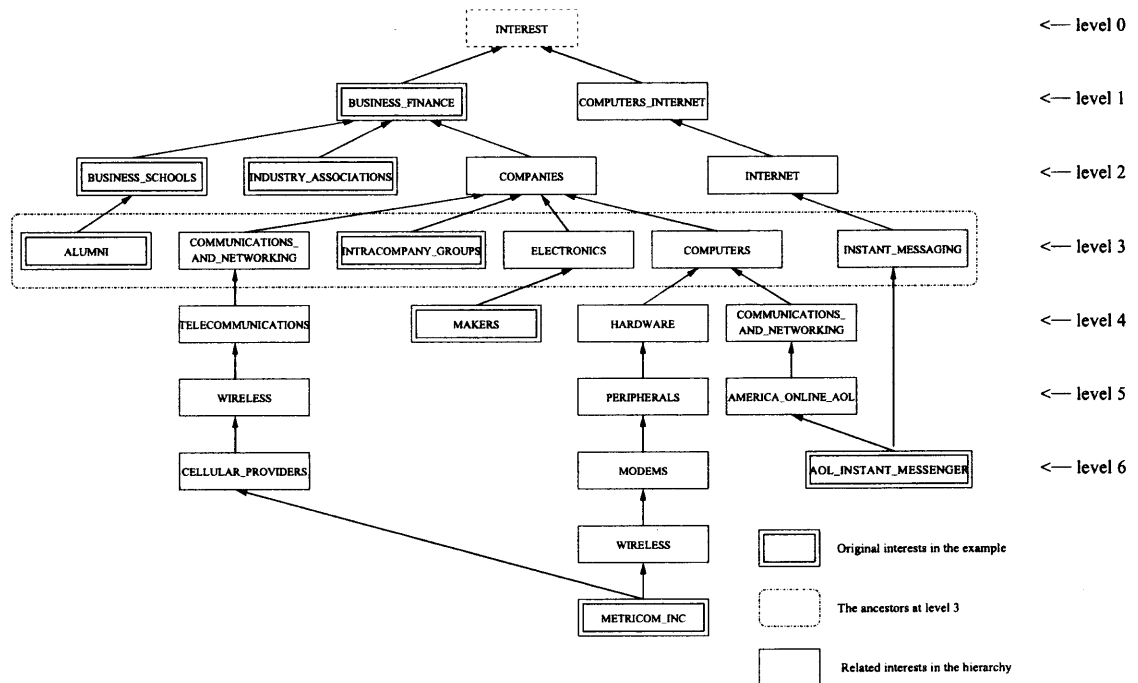 INTEREST
<— level 0
BUSINESS_FINANCE
COMPUTERS_INTERNET
<— level 1
BUSINESS_SCHOOLS
INDUSTRY_ASSOCIATIONS
COMPANIES
INTERNET
<— level 2
ALUMNI
COMMUNICATIONS_
AND_NETWORKING
INTRACOMPANY_GROUPS
ELECTRONICS
COMPUTERS
INSTANT_MESSAGING
<— level 3
TELECOMMUNICATIONS
MAKERS
HARDWARE
COMMUNICATIONS_
AND_NETWORKING
<— level 4
WIRELESS
PERIPHERALS
AMERICA_ONLINE_AOL
<— level 5
CELLULAR_PROVIDERS
MODEMS
AOL_INSTANT_MESSENGER
<— level 6
WIRELESS
Original interests in the example
METRICOM_INC
The ancestors at level 3
Related interests in the hierarchy